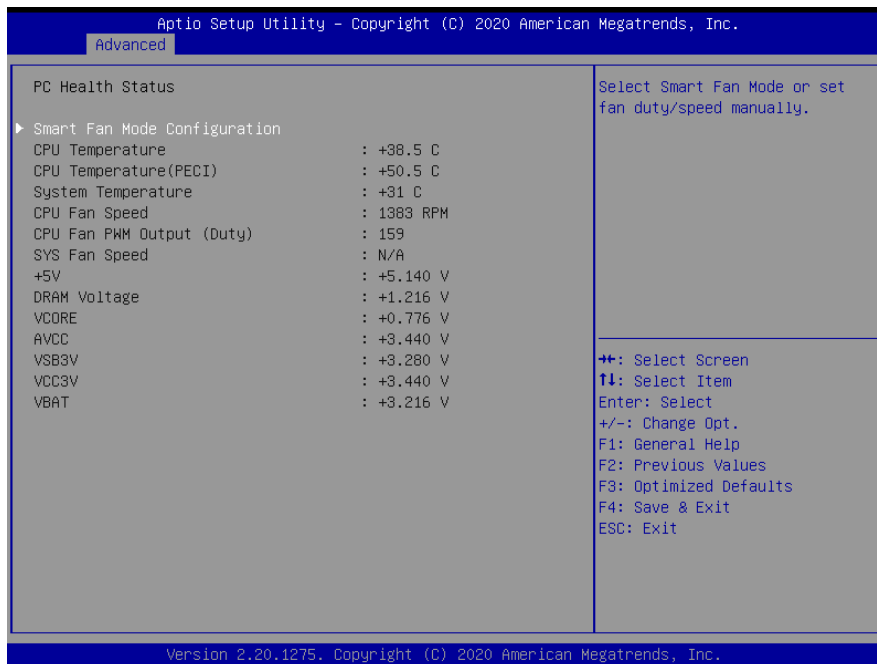 Aptio Setup Utility – Copyright (C) 2020 American Megatrends, Inc.
Advanced
PC Health Status
Smart Fan Mode Configuration
CPU Temperature : +38.5 C
CPU Temperature(PECI) : +50.5 C
System Temperature : +31 C
CPU Fan Speed : 1383 RPM
CPU Fan PWM Output (Duty) : 159
SYS Fan Speed : N/A
+5V : +5.140 V
DRAM Voltage : +1.216 V
VCORE : +0.776 V
AVCC : +3.440 V
VSB3V : +3.280 V
VCC3V : +3.440 V
VBAT : +3.216 V
Select Smart Fan Mode or set
fan duty/speed manually.
→←: Select Screen
↑↓: Select Item
Enter: Select
+/-: Change Opt.
F1: General Help
F2: Previous Values
F3: Optimized Defaults
F4: Save & Exit
ESC: Exit
Version 2.20.1275. Copyright (C) 2020 American Megatrends, Inc.